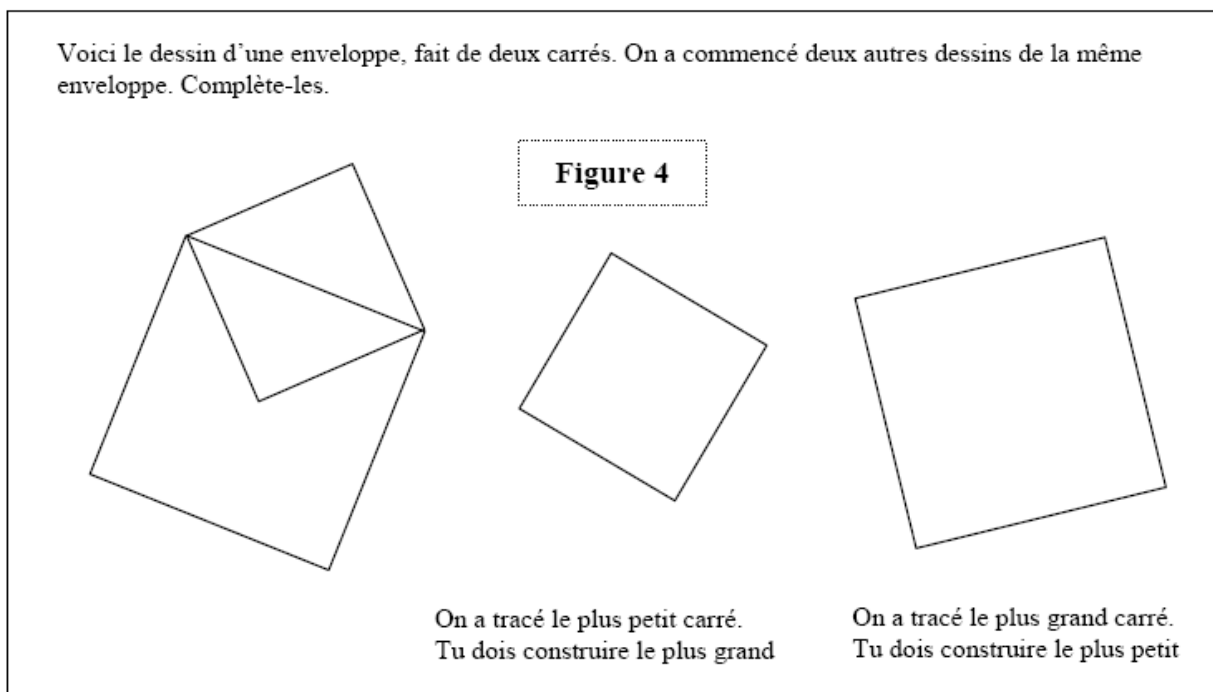 Voici le dessin d'une enveloppe, fait de deux carrés. On a commencé deux autres dessins de la même
enveloppe. Complète-les.
Figure 4
On a tracé le plus petit carré.
Tu dois construire le plus grand
On a tracé le plus grand carré.
Tu dois construire le plus petit